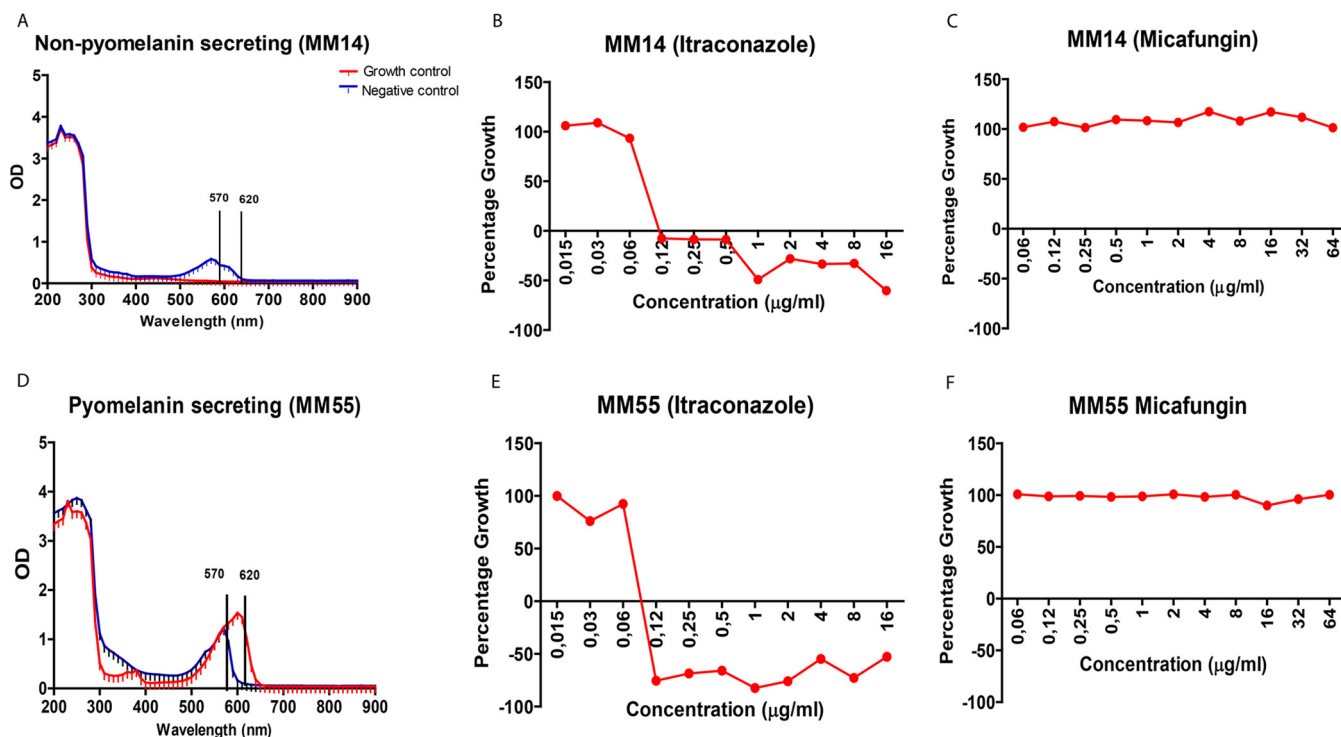 A
Non-pyomelanin secreting (MM14)
Growth control
Negative control
5
4
3
2
1
0
OD
570
620
200 300 400 500 600 700 800 900
Wavelength (nm)
B
MM14 (Itraconazole)
150
100
50
0
-50
-100
Percentage Growth
0,015 0,03 0,06 0,12 0,25 0,5 1 2 4 8 16
Concentration (μg/ml)
C
MM14 (Micafungin)
150
100
50
0
-50
-100
Percentage Growth
0,06 0.12 0.25 0.5 1 2 4 8 16 32 64
Concentration (μg/ml)
D
Pyomelanin secreting (MM55)
5
4
3
2
1
0
OD
570
620
200 300 400 500 600 700 800 900
Wavelength (nm)
E
MM55 (Itraconazole)
150
100
50
0
-50
-100
Percentage Growth
0,015 0,03 0,06 0,12 0,25 0,5 1 2 4 8 16
Concentration (μg/ml)
F
MM55 Micafungin
150
100
50
0
-50
-100
Percentage Growth
0,06 0,12 0,25 0,5 1 2 4 8 16 32 64
Concentration (μg/ml)